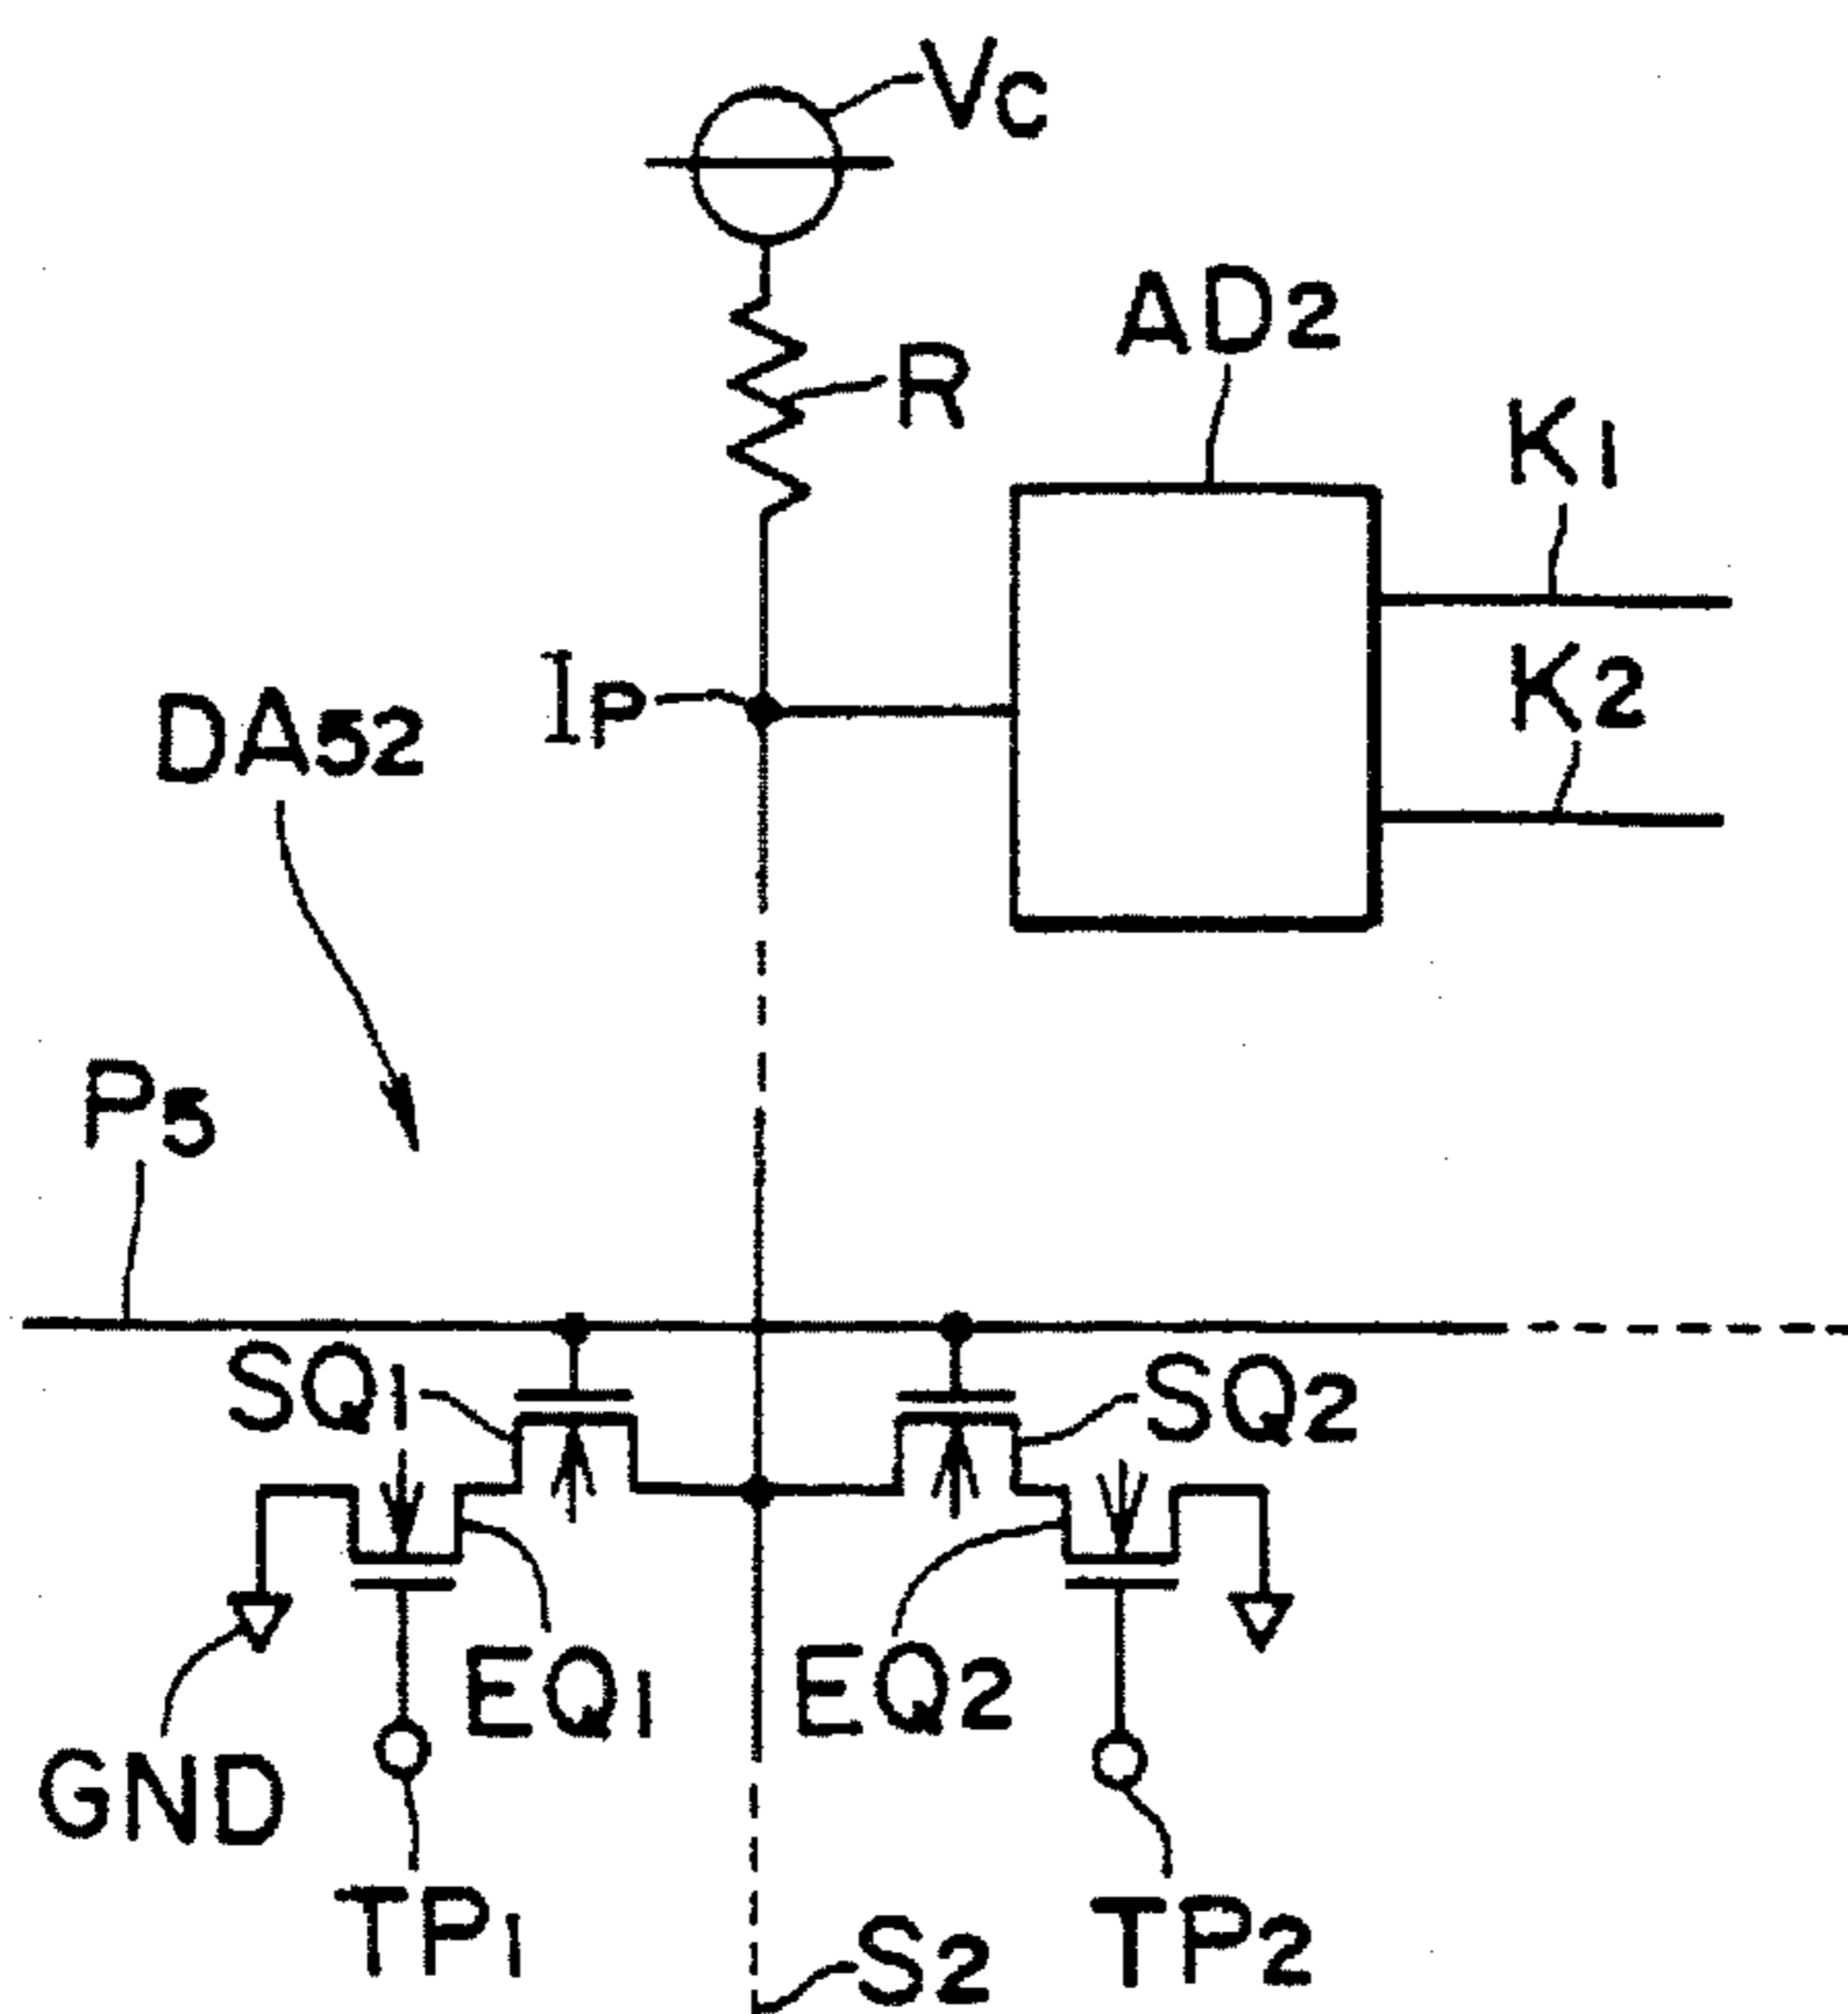 VC
AD2
R
K1
K2
IP
DA52
P5
SQ1
SQ2
EQ1
EQ2
GND
TP1
TP2
S2